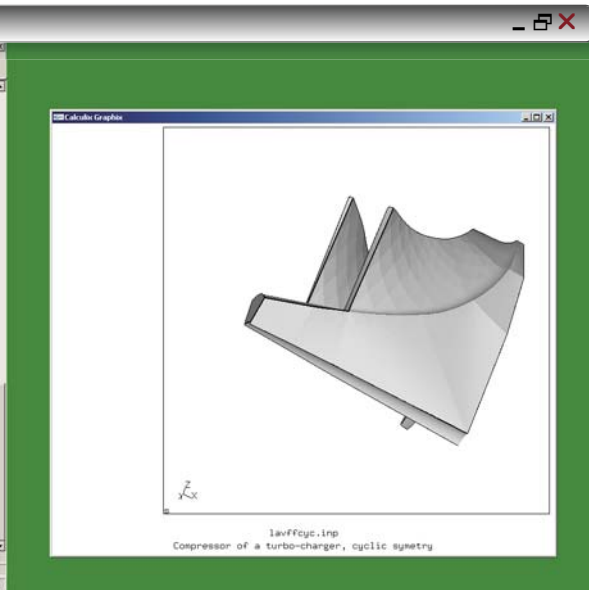 Calculix Graphix
Z
X
lavffcyc.inp
Compressor of a turbo-charger, cyclic symetry